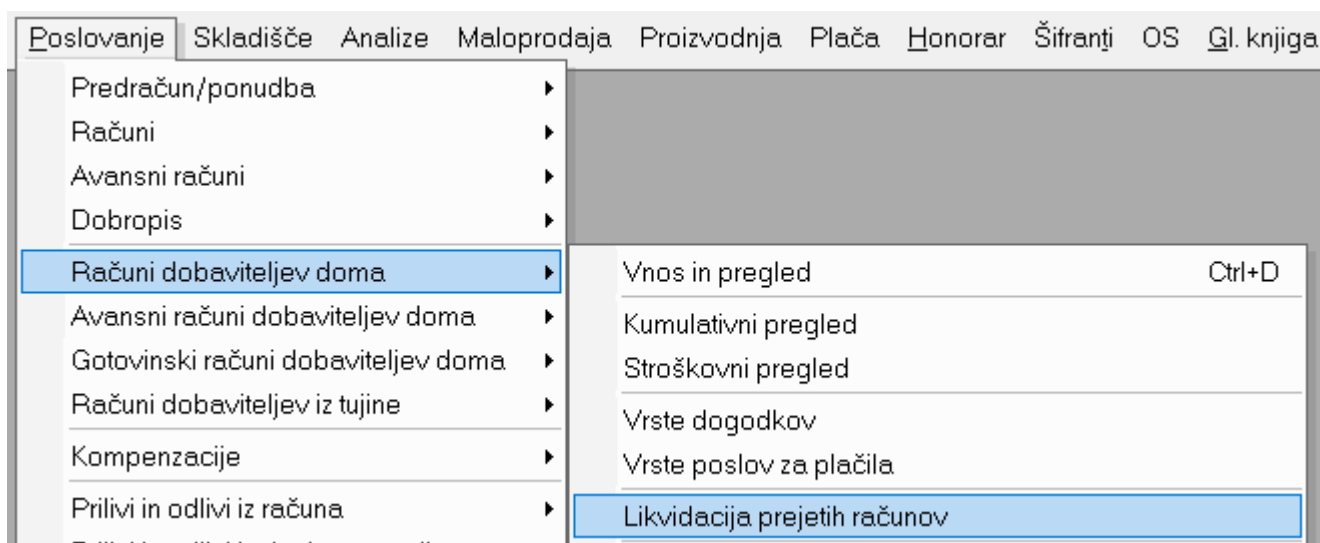 Poslovanje Skladišče Analize Maloprodaja Proizvodnja Plača Honorar Šifranti OS Gl. knjiga
Predračun/ponudba
Računi
Avansni računi
Dobropis
Računi dobaviteljev doma
Avansni računi dobaviteljev doma
Gotovinski računi dobaviteljev doma
Računi dobaviteljev iz tujine
Kompenzacije
Prilivi in odlivi iz računa
Vnos in pregled Ctrl+D
Kumulativni pregled
Stroškovni pregled
Vrste dogodkov
Vrste poslov za plačila
Likvidacija prejetih računov